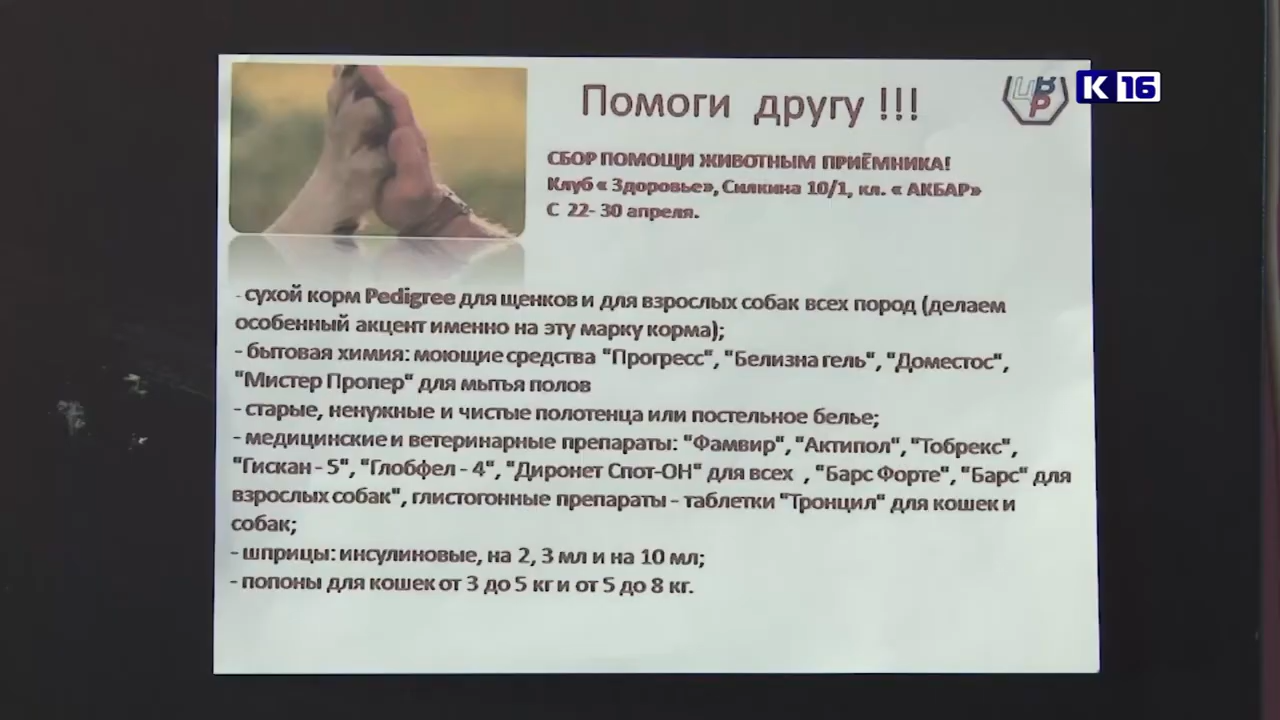 Помоги другу !!!
К 16
СБОР ПОМОЩИ ЖИВОТНЫМ ПРИЁМНИКА!
Клуб « Здоровье», Силкина 10/1, кл. « АКБАР»
С 22- 30 апреля.
- сухой корм Pedigree для щенков и для взрослых собак всех пород (делаем
особенный акцент именно на эту марку корма);
- бытовая химия: моющие средства "Прогресс", "Белизна гель", "Доместос",
"Мистер Пропер" для мытья полов
- старые, ненужные и чистые полотенца или постельное белье;
- медицинские и ветеринарные препараты: "Фамвир", "Актипол", "Тобрекс",
"Гискан - 5", "Глобфел - 4", "Диронет Спот-ОН" для всех , "Барс Форте", "Барс" для
взрослых собак", глистогонные препараты - таблетки "Тронцил" для кошек и
собак;
- шприцы: инсулиновые, на 2, 3 мл и на 10 мл;
- попоны для кошек от 3 до 5 кг и от 5 до 8 кг.